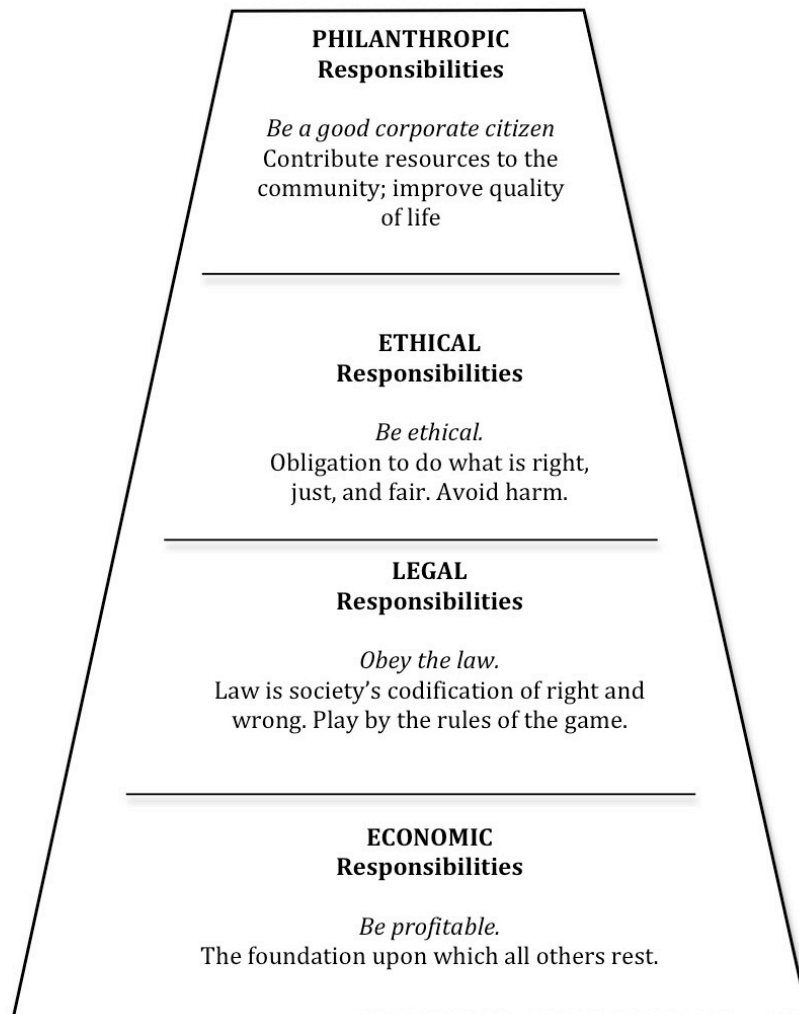 PHILANTHROPIC
Responsibilities
Be a good corporate citizen
Contribute resources to the
community; improve quality
of life
ETHICAL
Responsibilities
Be ethical.
Obligation to do what is right,
just, and fair. Avoid harm.
LEGAL
Responsibilities
Obey the law.
Law is society’s codification of right and
wrong. Play by the rules of the game.
ECONOMIC
Responsibilities
Be profitable.
The foundation upon which all others rest.